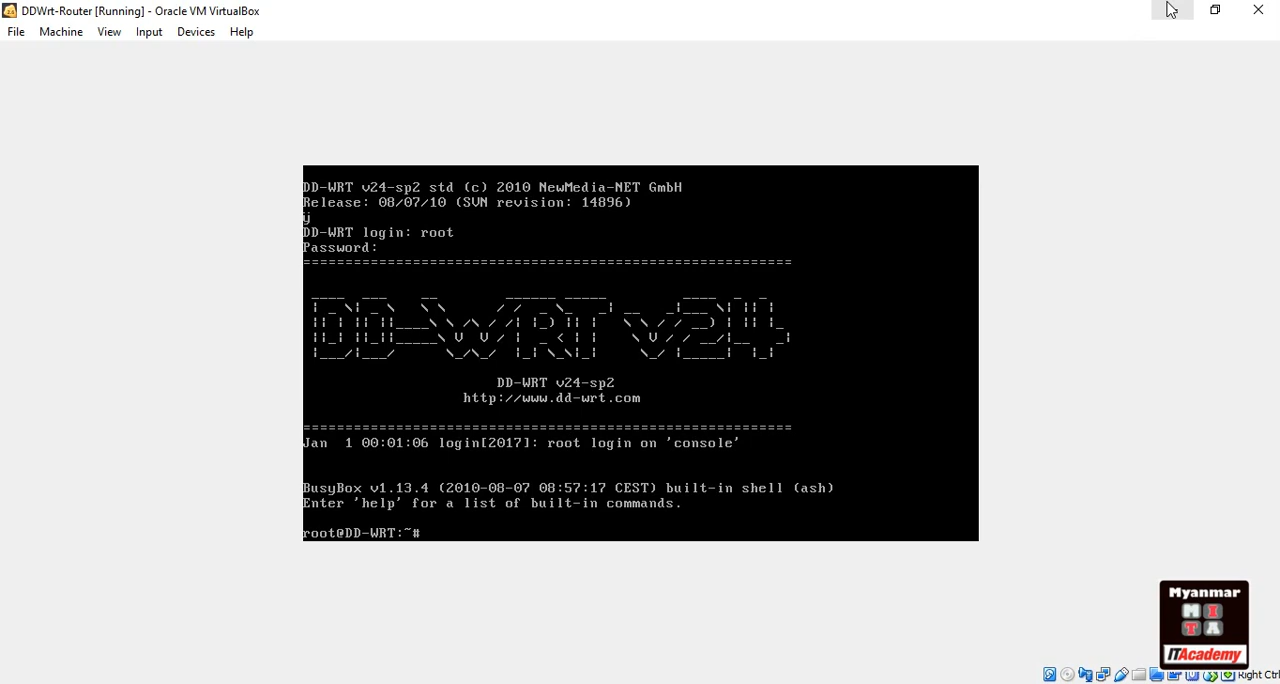 DDWrt-Router [Running] - Oracle VM VirtualBox
File Machine View Input Devices Help
DD-WRT v24-sp2 std (c) 2010 NewMedia-NET GmbH
Release: 08/07/10 (SVN revision: 14896)
ÿ
DD-WRT login: root
Password:
==========================================================
DD-WRT v24
DD-WRT v24-sp2
http://www.dd-wrt.com
==========================================================
Jan  1 00:01:06 login[2017]: root login on 'console'
BusyBox v1.13.4 (2010-08-07 08:57:17 CEST) built-in shell (ash)
Enter 'help' for a list of built-in commands.
root@DD-WRT:~#
Myanmar
M I
T A
ITAcademy
Right Ctrl